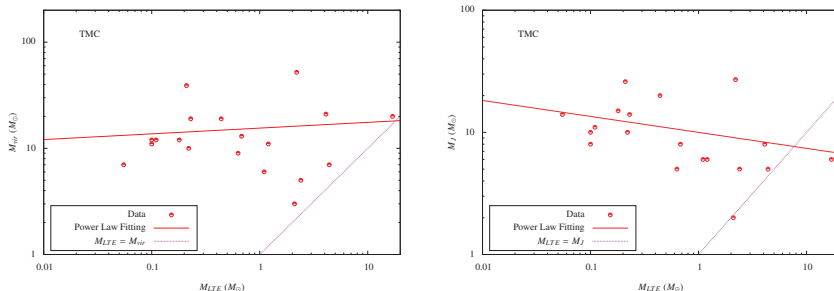 TMC
100
10
1
M_vir (M_⊙)
Data
Power Law Fitting
M_LTE = M_vir
0.01 0.1 1 10
M_LTE (M_⊙)
TMC
100
10
1
M_J (M_⊙)
Data
Power Law Fitting
M_LTE = M_J
0.01 0.1 1 10
M_LTE (M_⊙)